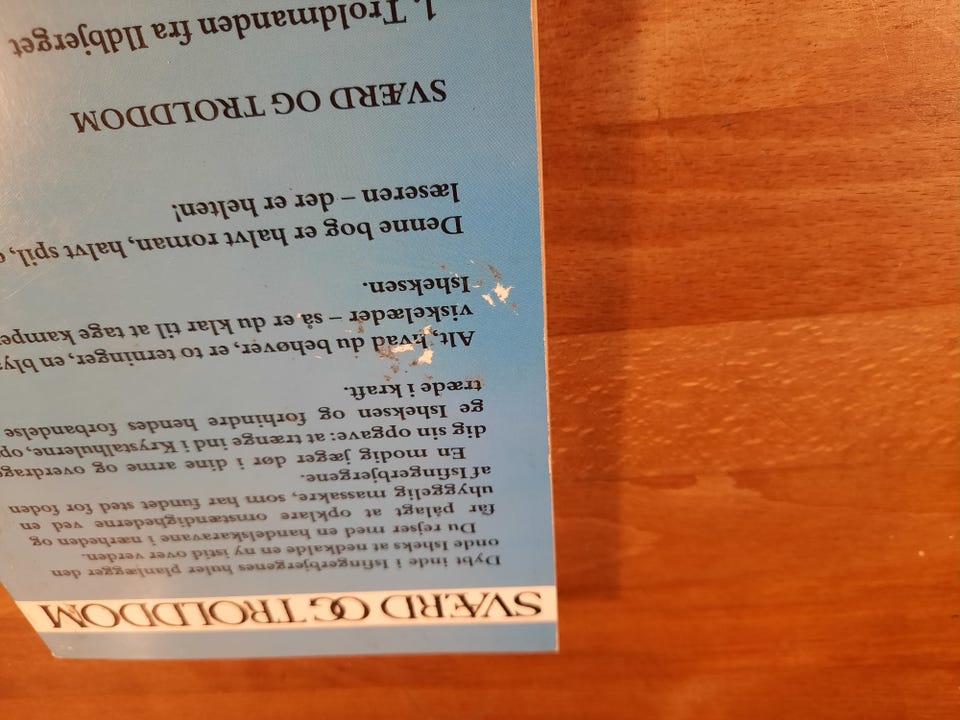 SVÆRD OG TROLDDOM
Dybt inde i Isfingerbjergenes huler planlægger den
onde Isheks at nedkalde en ny istid over verden.
Du rejser med en handelskaravane i nærheden og
får pålagt at opklare omstændighederne ved en
uhyggelig massakre, som har fundet sted for foden
af Isfingerbjergene.
En modig jæger dør i dine arme og overdrage
dig sin opgave: at trænge ind i Krystalhulerne, op
ge Isheksen og forhindre hendes forbandelse
træde i kraft.
Alt, hvad du behøver, er to terninger, en bly
viskelæder – så er du klar til at tage kampe
Isheksen.
Denne bog er halvt roman, halvt spil,
læseren – der er helten!
SVÆRD OG TROLDDOM
1. Troldmanden fra Ildbjerget